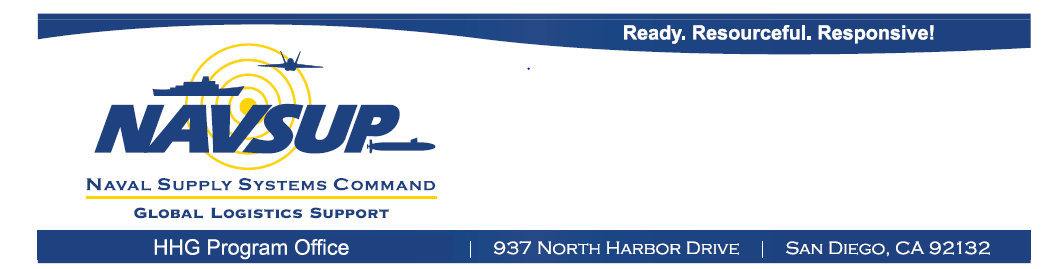 Ready. Resourceful. Responsive!
NAVSUP
NAVAL SUPPLY SYSTEMS COMMAND
GLOBAL LOGISTICS SUPPORT
HHG Program Office | 937 NORTH HARBOR DRIVE | SAN DIEGO, CA 92132